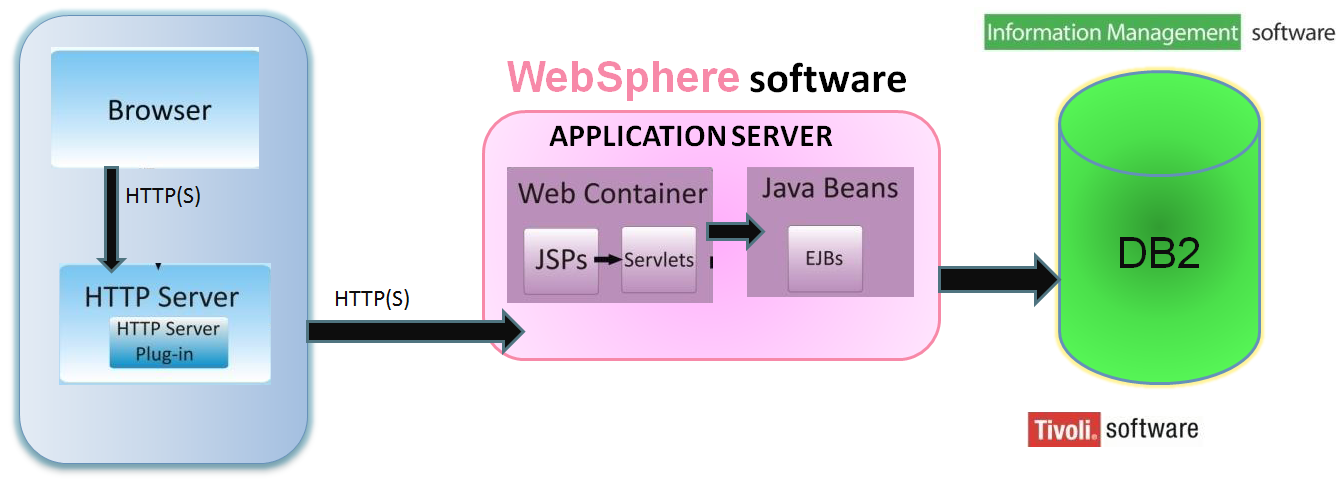 Browser
HTTP(S)
HTTP Server
HTTP Server
Plug-in
HTTP(S)
WebSphere software
APPLICATION SERVER
Web Container
JSPs
Servlets
Java Beans
EJBs
Information Management software
DB2
Tivoli. software